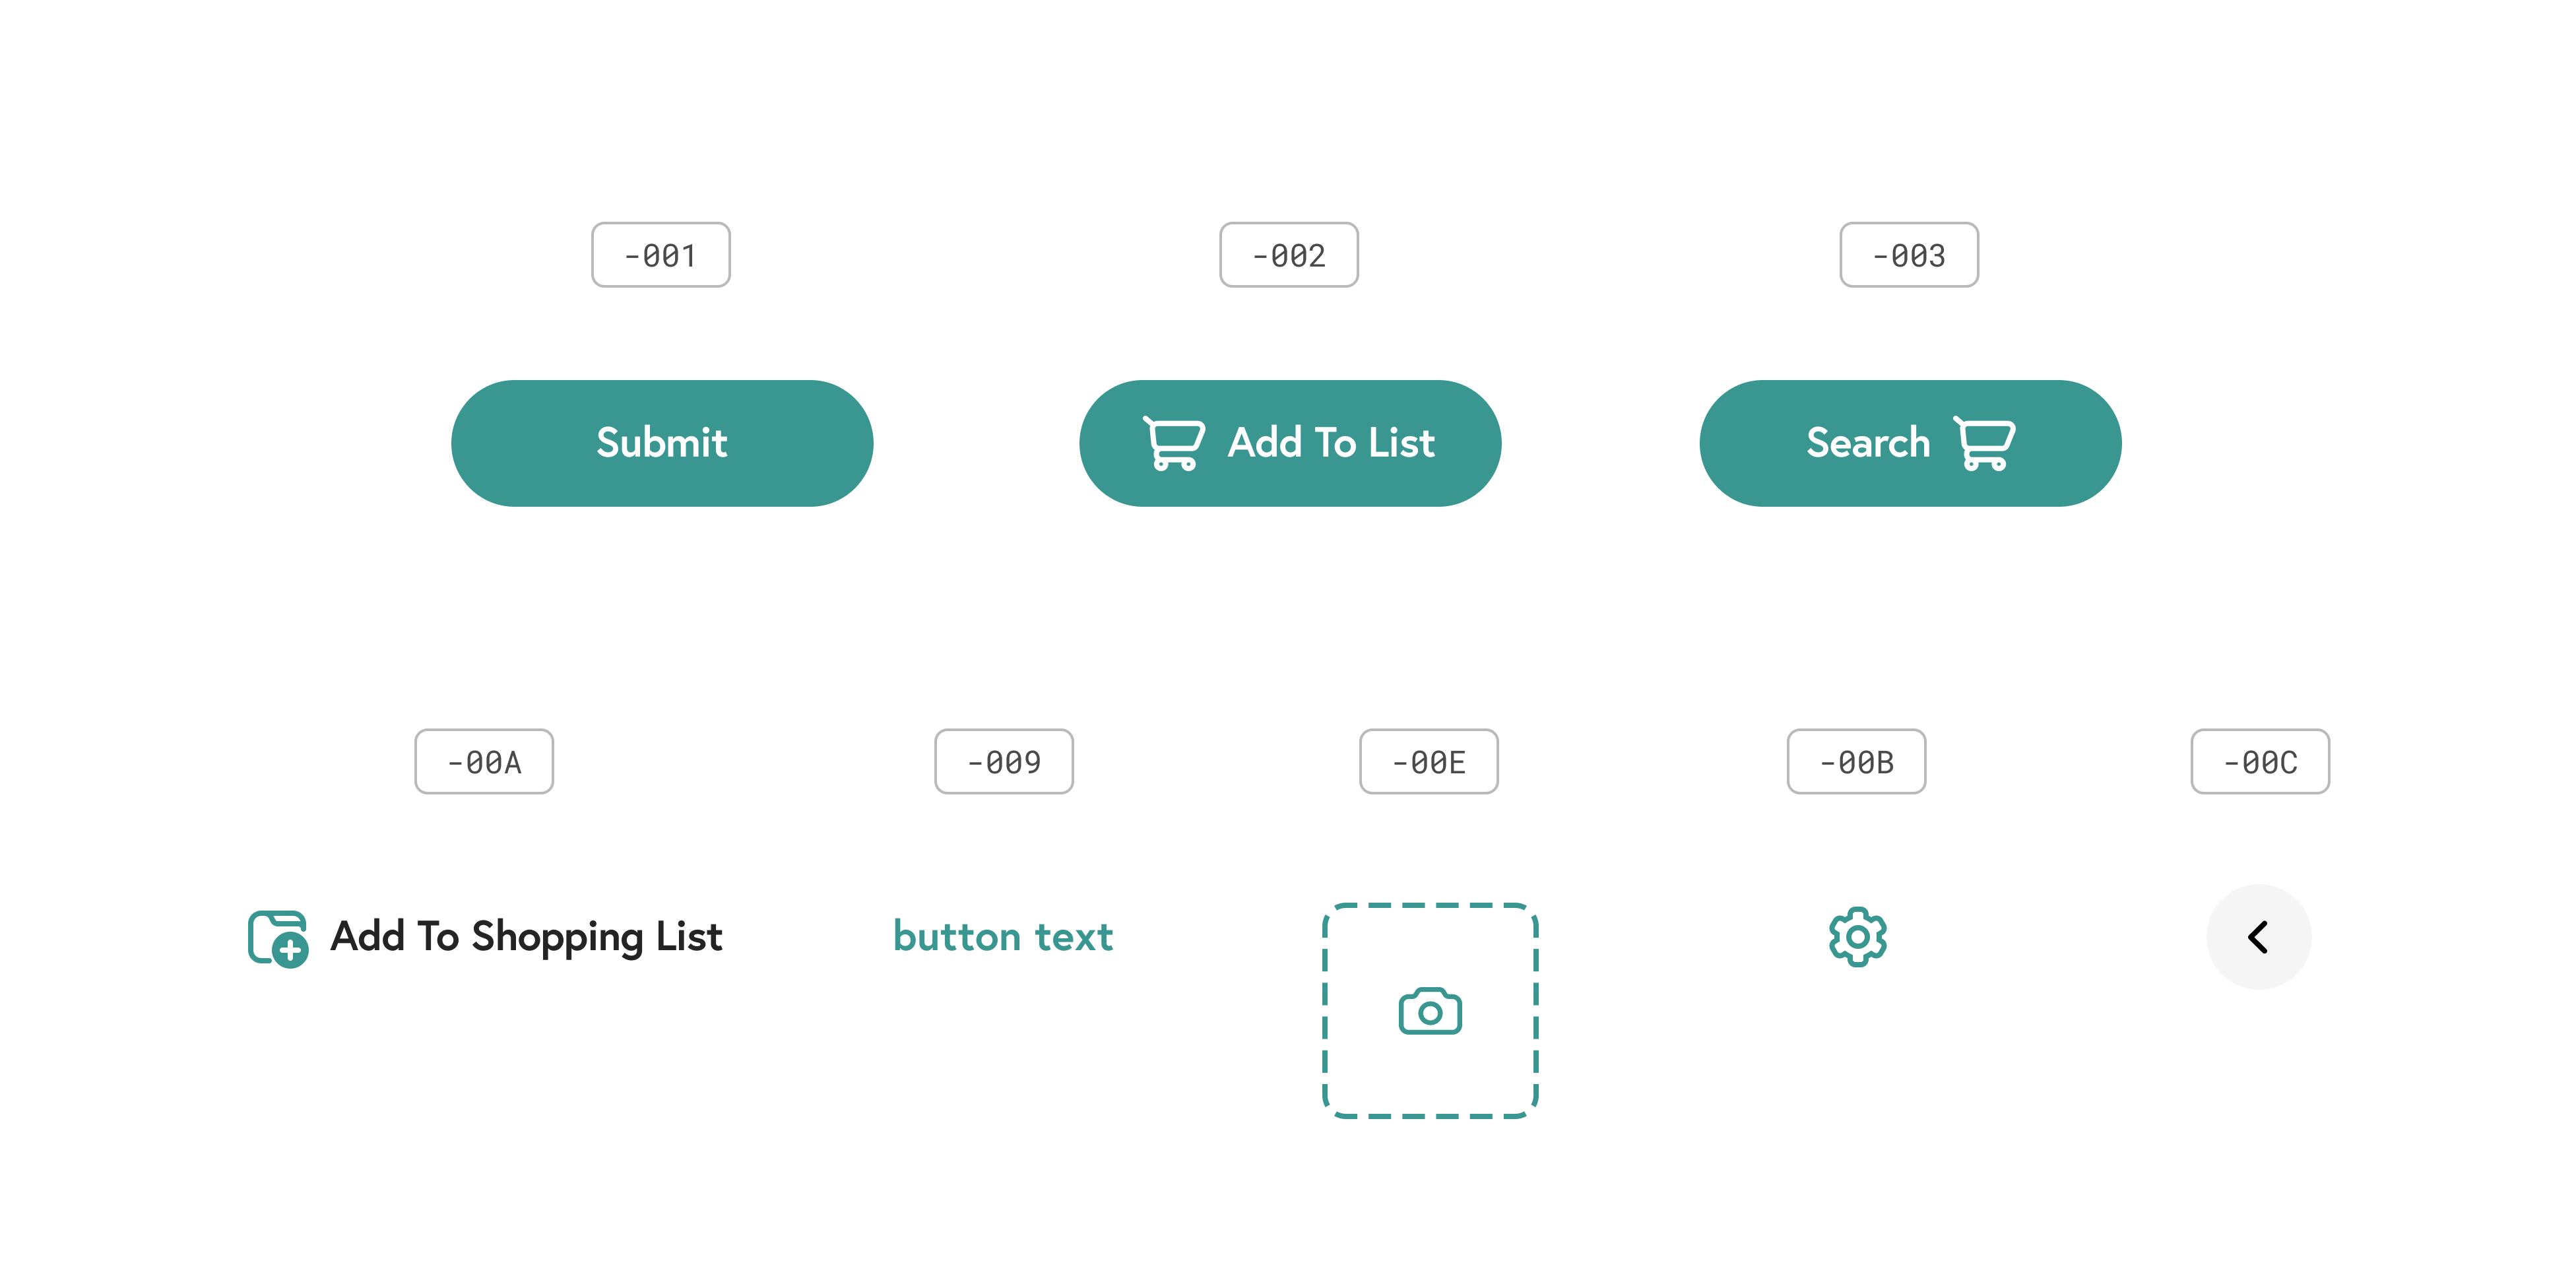 -001
-002
-003
Submit
Add To List
Search
-00A
-009
-00E
-00B
-00C
Add To Shopping List
button text